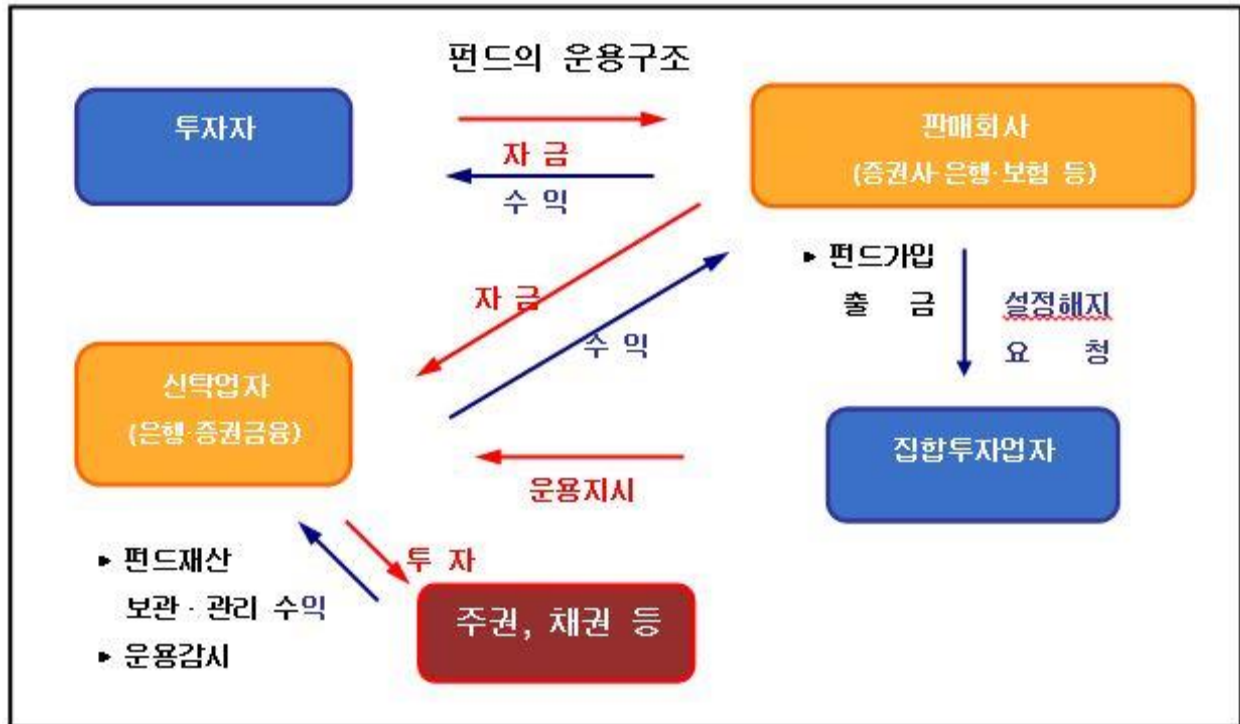 펀드의 운용구조
투자자
자 금
수 익
판매회사
(증권사·은행·보험 등)
▸ 펀드가입
출 금
설정해지
요 청
자 금
수 익
신탁업자
(은행·증권금융)
집합투자업자
운용지시
▸ 펀드재산
보관·관리 수익
▸ 운용감시
투 자
주권, 채권 등